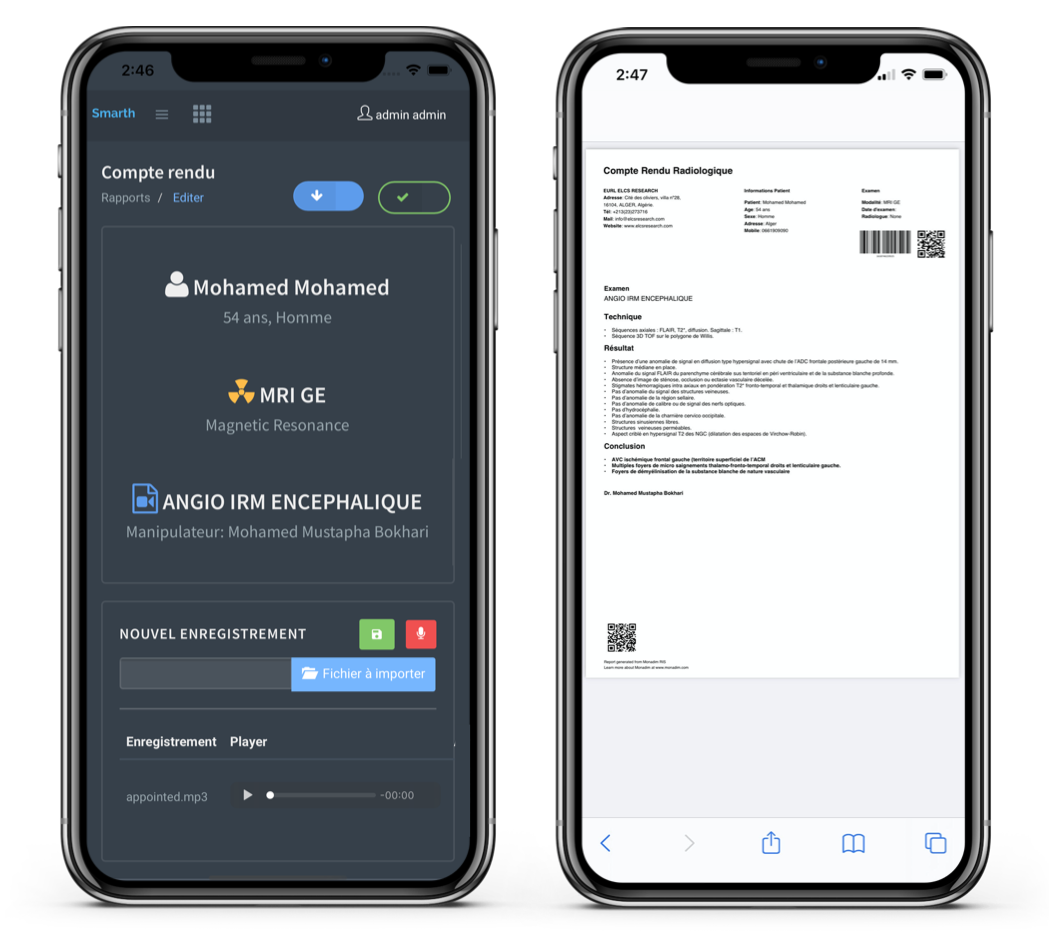 2:46
Smarth
admin admin
Compte rendu
Rapports / Editer
Mohamed Mohamed
54 ans, Homme
MRI GE
Magnetic Resonance
ANGIO IRM ENCEPHALIQUE
Manipulateur: Mohamed Mustapha Bokhari
NOUVEL ENREGISTREMENT
Fichier à importer
Enregistrement Player
appointed.mp3 -00:00
2:47
Compte Rendu Radiologique
EURL ELCS RESEARCH
Adresse: Cité des oliviers, villa n°28,
16104, ALGER, Algérie.
Tél: +213(23)273716
Mail: info@elcsresearch.com
Website: www.elcsresearch.com
Informations Patient
Patient: Mohamed Mohamed
Age: 54 ans
Sexe: Homme
Adresse: Alger
Mobile:
Examen
Modalité: MRI GE
Date d'examen:
Radiologue: None
Examen
ANGIO IRM ENCEPHALIQUE
Technique
• Séquences axiales : FLAIR, T2*, diffusion. Sagittale : T1.
• Séquence 3D TOF sur le polygone de Willis.
Résultat
• Présence d'une anomalie de signal en diffusion type hypersignal avec chute de l'ADC frontale postérieure gauche de 14 mm.
• Structure médiane en place.
• Anomalie du signal FLAIR du parenchyme cérébrale sus tentoriel en péri ventriculaire et de la substance blanche profonde.
• Absence d'image de sténose, occlusion ou ectasie vasculaire décelée.
• Stigmates hémorragiques intra axiaux en pondération T2* fronto-temporal et thalamique droits et lenticulaire gauche.
• Pas d'anomalie du signal des structures veineuses.
• Pas d'anomalie de la région sellaire.
• Pas d'anomalie de calibre ou de signal des nerfs optiques.
• Pas d'hydrocéphalie.
• Pas d'anomalie de la charnière cervico occipitale.
• Structures sinusiennes libres.
• Structures veineuses perméables.
• Aspect criblé en hypersignal T2 des NGC (dilatation des espaces de Virchow-Robin).
Conclusion
• AVC ischémique frontal gauche (territoire superficiel de l'ACM
• Multiples foyers de micro saignements thalamo-fronto-temporal droits et lenticulaire gauche.
• Foyers de démyélinisation de la substance blanche de nature vasculaire
Dr. Mohamed Mustapha Bokhari
Report generated from Monadim RIS
Learn more about Monadim at www.monadim.com